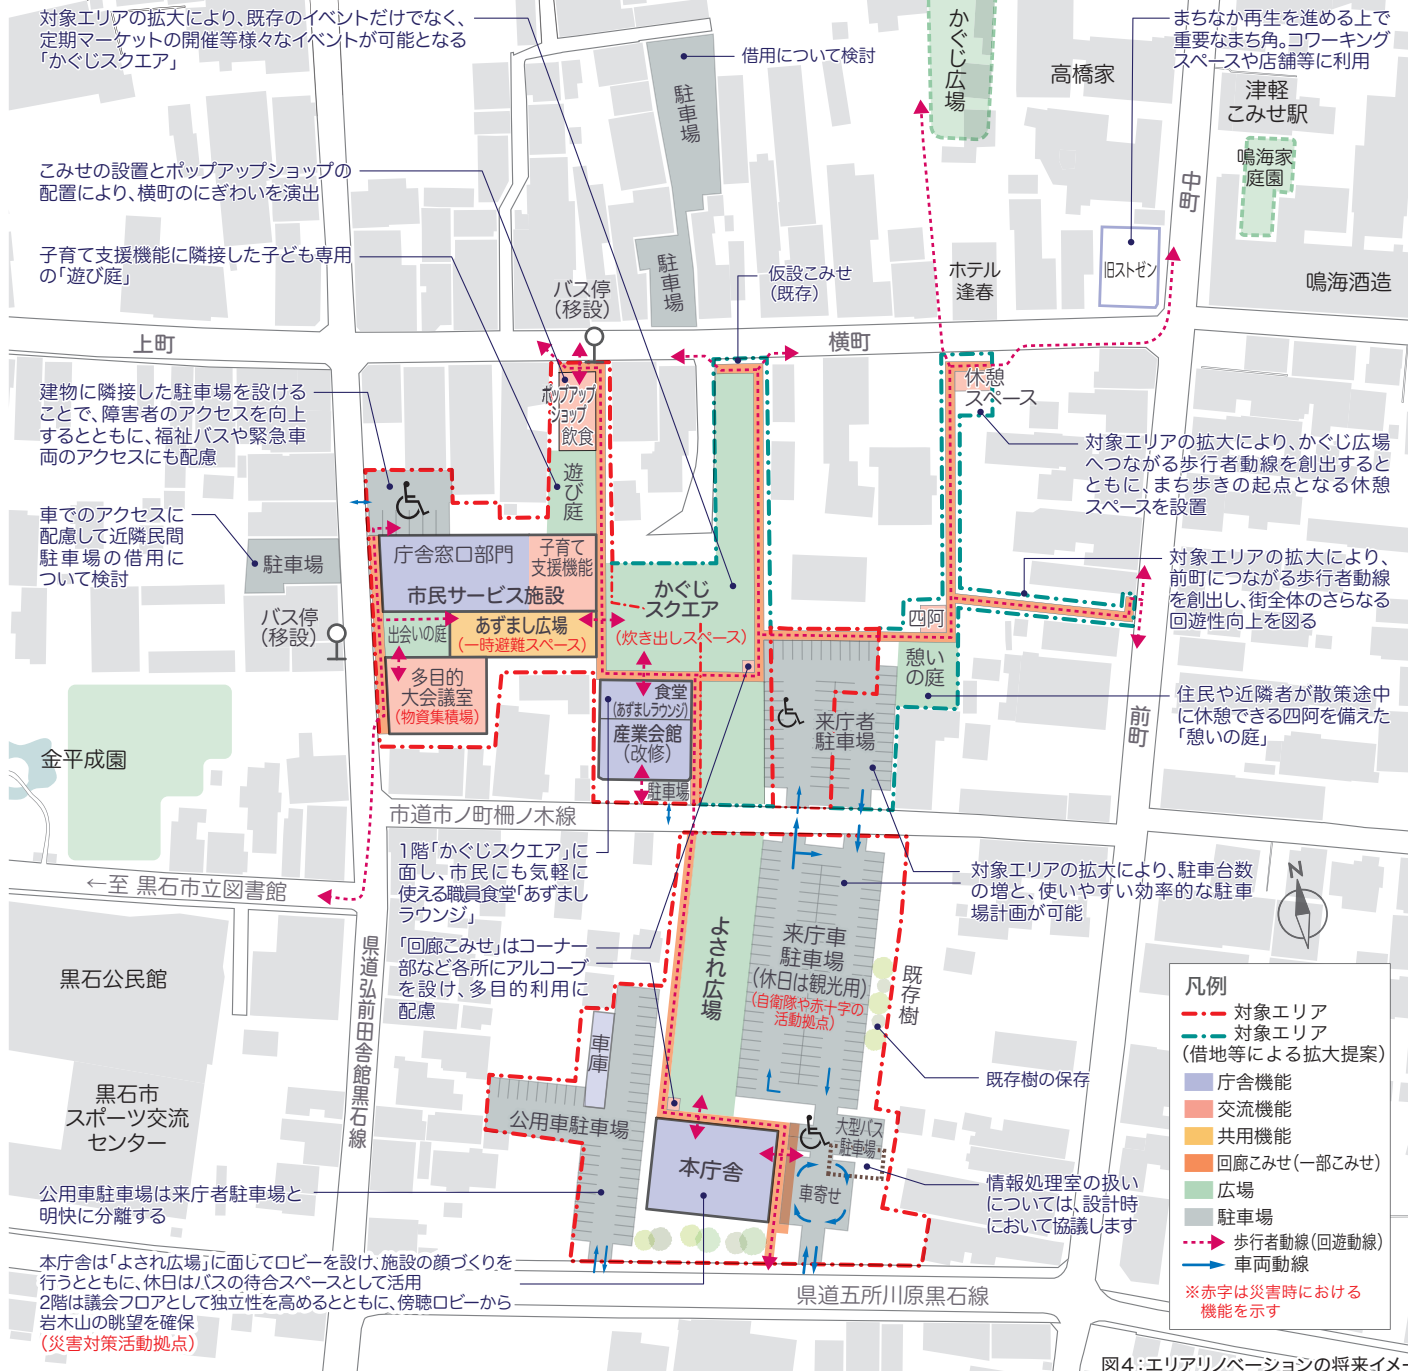 対象エリアの拡大により、既存のイベントだけでなく、
定期マーケットの開催等様々なイベントが可能となる
「かぐじスクエア」
借用について検討
駐車場
かぐじ広場
高橋家
まちなか再生を進める上で
重要なまち角。コワーキング
スペースや店舗等に利用
津軽
こみせ駅
鳴海家
庭園
中町
こみせの設置とポップアップショップの
配置により、横町のにぎわいを演出
子育て支援機能に隣接した子ども専用
の「遊び庭」
バス停
(移設)
駐車場
仮設こみせ
(既存)
ホテル
逢春
旧ストゼン
鳴海酒造
上町
横町
建物に隣接した駐車場を設ける
ことで、障害者のアクセスを向上
するとともに、福祉バスや緊急車
両のアクセスにも配慮
ポップアップ
ショップ
飲食
遊び庭
休憩
スペース
対象エリアの拡大により、かぐじ広場
へつながる歩行者動線を創出すると
ともに、まち歩きの起点となる休憩
スペースを設置
車でのアクセスに
配慮して近隣民間
駐車場の借用に
ついて検討
駐車場
庁舎窓口部門
子育て
支援機能
市民サービス施設
かぐじ
スクエア
(炊き出しスペース)
対象エリアの拡大により、
前町につながる歩行者動線
を創出し、街全体のさらなる
回遊性向上を図る
バス停
(移設)
出会いの庭
あずまし広場
(一時避難スペース)
四阿
憩い
の庭
多目的
大会議室
(物資集積場)
食堂
(あずましラウンジ)
産業会館
(改修)
駐車場
来庁者
駐車場
住民や近隣者が散策途中
に休憩できる四阿を備えた
「憩いの庭」
前町
金平成園
市道市ノ町柵ノ木線
1階「かぐじスクエア」に
面し、市民にも気軽に
使える職員食堂「あずまし
ラウンジ」
対象エリアの拡大により、駐車台数
の増と、使いやすい効率的な駐車
場計画が可能
N
←至 黒石市立図書館
「回廊こみせ」はコーナー
部など各所にアルコーブ
を設け、多目的利用に
配慮
よされ広場
来庁車
駐車場
(休日は観光用)
(自衛隊や赤十字の
活動拠点)
既存樹
黒石公民館
県道弘前田舎館黒石線
車庫
既存樹の保存
黒石市
スポーツ交流
センター
公用車駐車場
大型バス
駐車場
本庁舎
車寄せ
情報処理室の扱い
については、設計時
において協議します
公用車駐車場は来庁者駐車場と
明快に分離する
本庁舎は「よされ広場」に面してロビーを設け、施設の顔づくりを
行うとともに、休日はバスの待合スペースとして活用
2階は議会フロアとして独立性を高めるとともに、傍聴ロビーから
岩木山の眺望を確保
(災害対策活動拠点)
県道五所川原黒石線
凡例
対象エリア
対象エリア
(借地等による拡大提案)
庁舎機能
交流機能
共用機能
回廊こみせ(一部こみせ)
広場
駐車場
歩行者動線(回遊動線)
車両動線
※赤字は災害時における
機能を示す
図4:エリアリノベーションの将来イメー